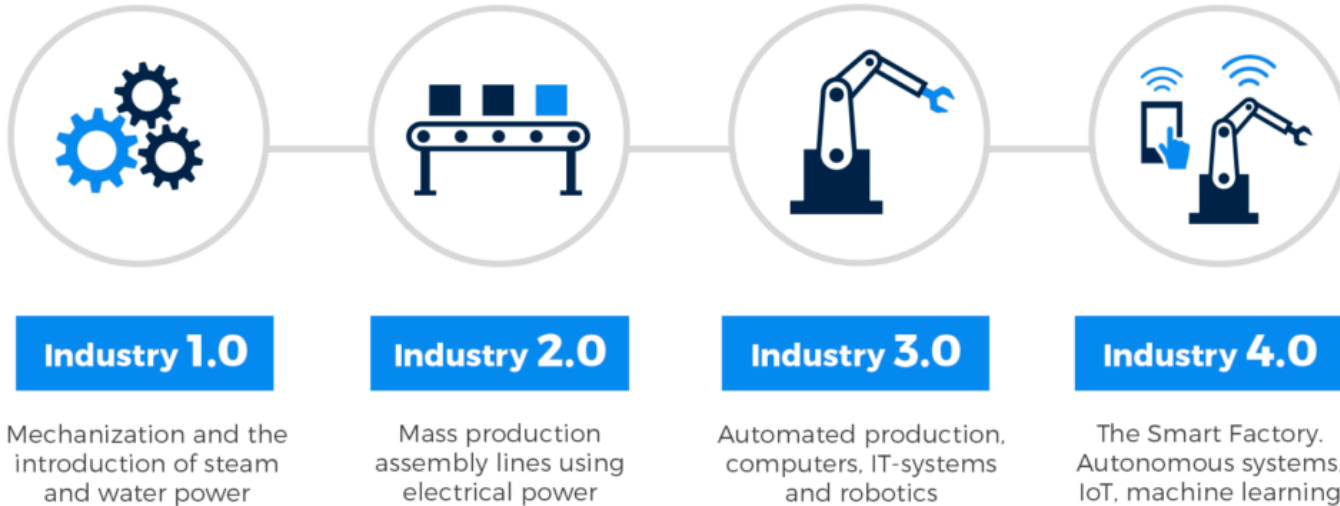 Industry 1.0
Mechanization and the
introduction of steam
and water power
Industry 2.0
Mass production
assembly lines using
electrical power
Industry 3.0
Automated production,
computers, IT-systems
and robotics
Industry 4.0
The Smart Factory.
Autonomous systems,
IoT, machine learning